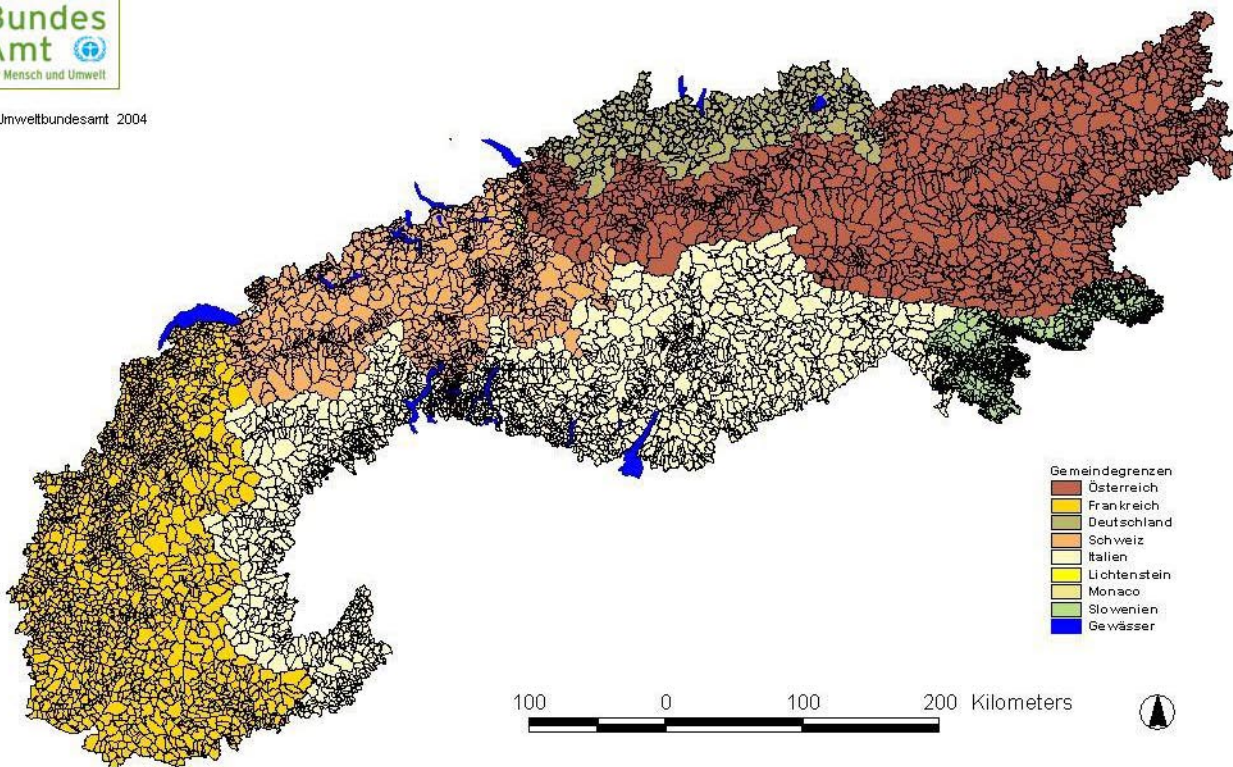 Bundes
Amt
Mensch und Umwelt
Umweltbundesamt 2004
Gemeindegrenzen
Österreich
Frankreich
Deutschland
Schweiz
Italien
Lichtenstein
Monaco
Slowenien
Gewässer
100 0 100 200 Kilometers